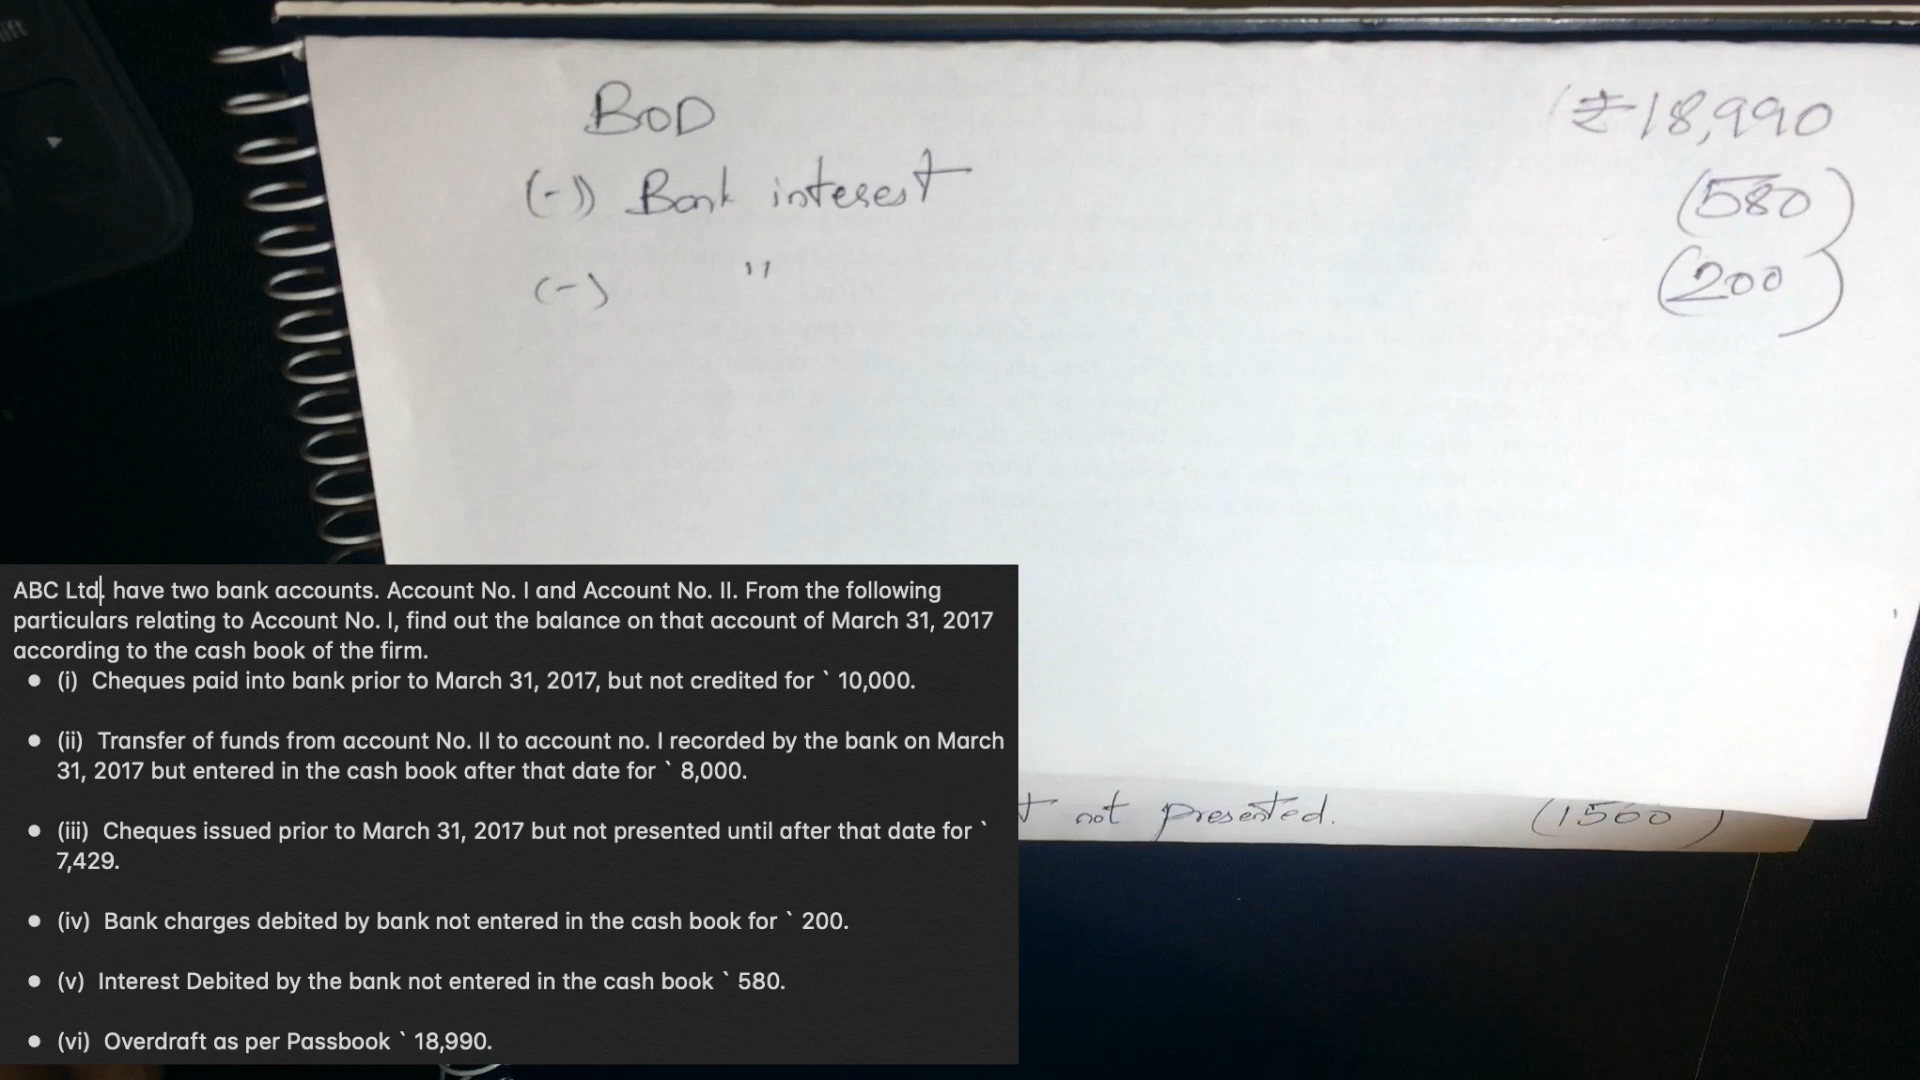 ift
BOD ₹18,990
(-) Bank interest (580)
(-) " (200)
ABC Ltd. have two bank accounts. Account No. I and Account No. II. From the following
particulars relating to Account No. I, find out the balance on that account of March 31, 2017
according to the cash book of the firm.
• (i) Cheques paid into bank prior to March 31, 2017, but not credited for ` 10,000.
• (ii) Transfer of funds from account No. II to account no. I recorded by the bank on March
31, 2017 but entered in the cash book after that date for ` 8,000.
• (iii) Cheques issued prior to March 31, 2017 but not presented until after that date for `
7,429.
• (iv) Bank charges debited by bank not entered in the cash book for ` 200.
• (v) Interest Debited by the bank not entered in the cash book ` 580.
• (vi) Overdraft as per Passbook ` 18,990.
t not presented. (1500)